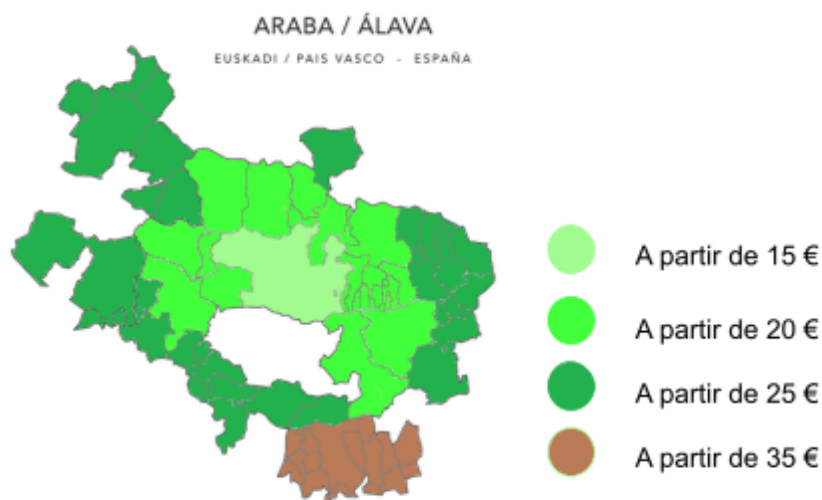 ARABA / ÁLAVA
EUSKADI / PAIS VASCO - ESPAÑA
A partir de 15 €
A partir de 20 €
A partir de 25 €
A partir de 35 €